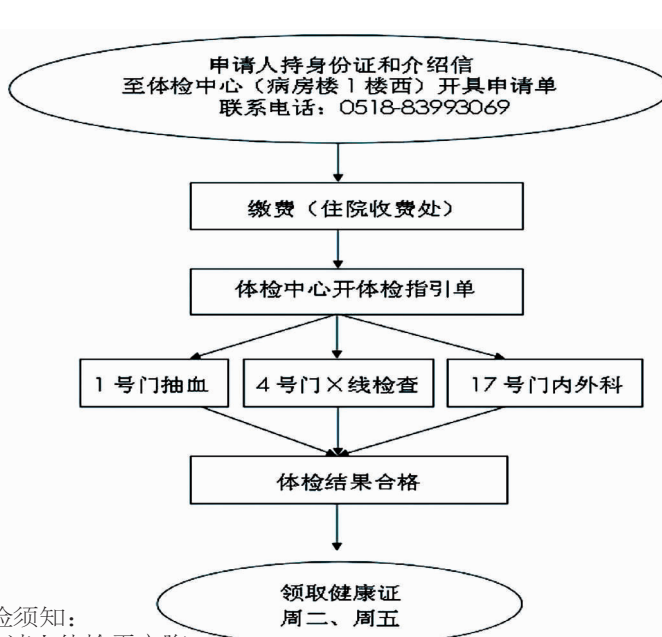 申请人持身份证和介绍信
至体检中心（病房楼1楼西）开具申请单
联系电话：0518-83993069
缴费（住院收费处）
体检中心开体检指引单
1号门抽血
4号门X线检查
17号门内外科
体检结果合格
领取健康证
周二、周五
检须知：